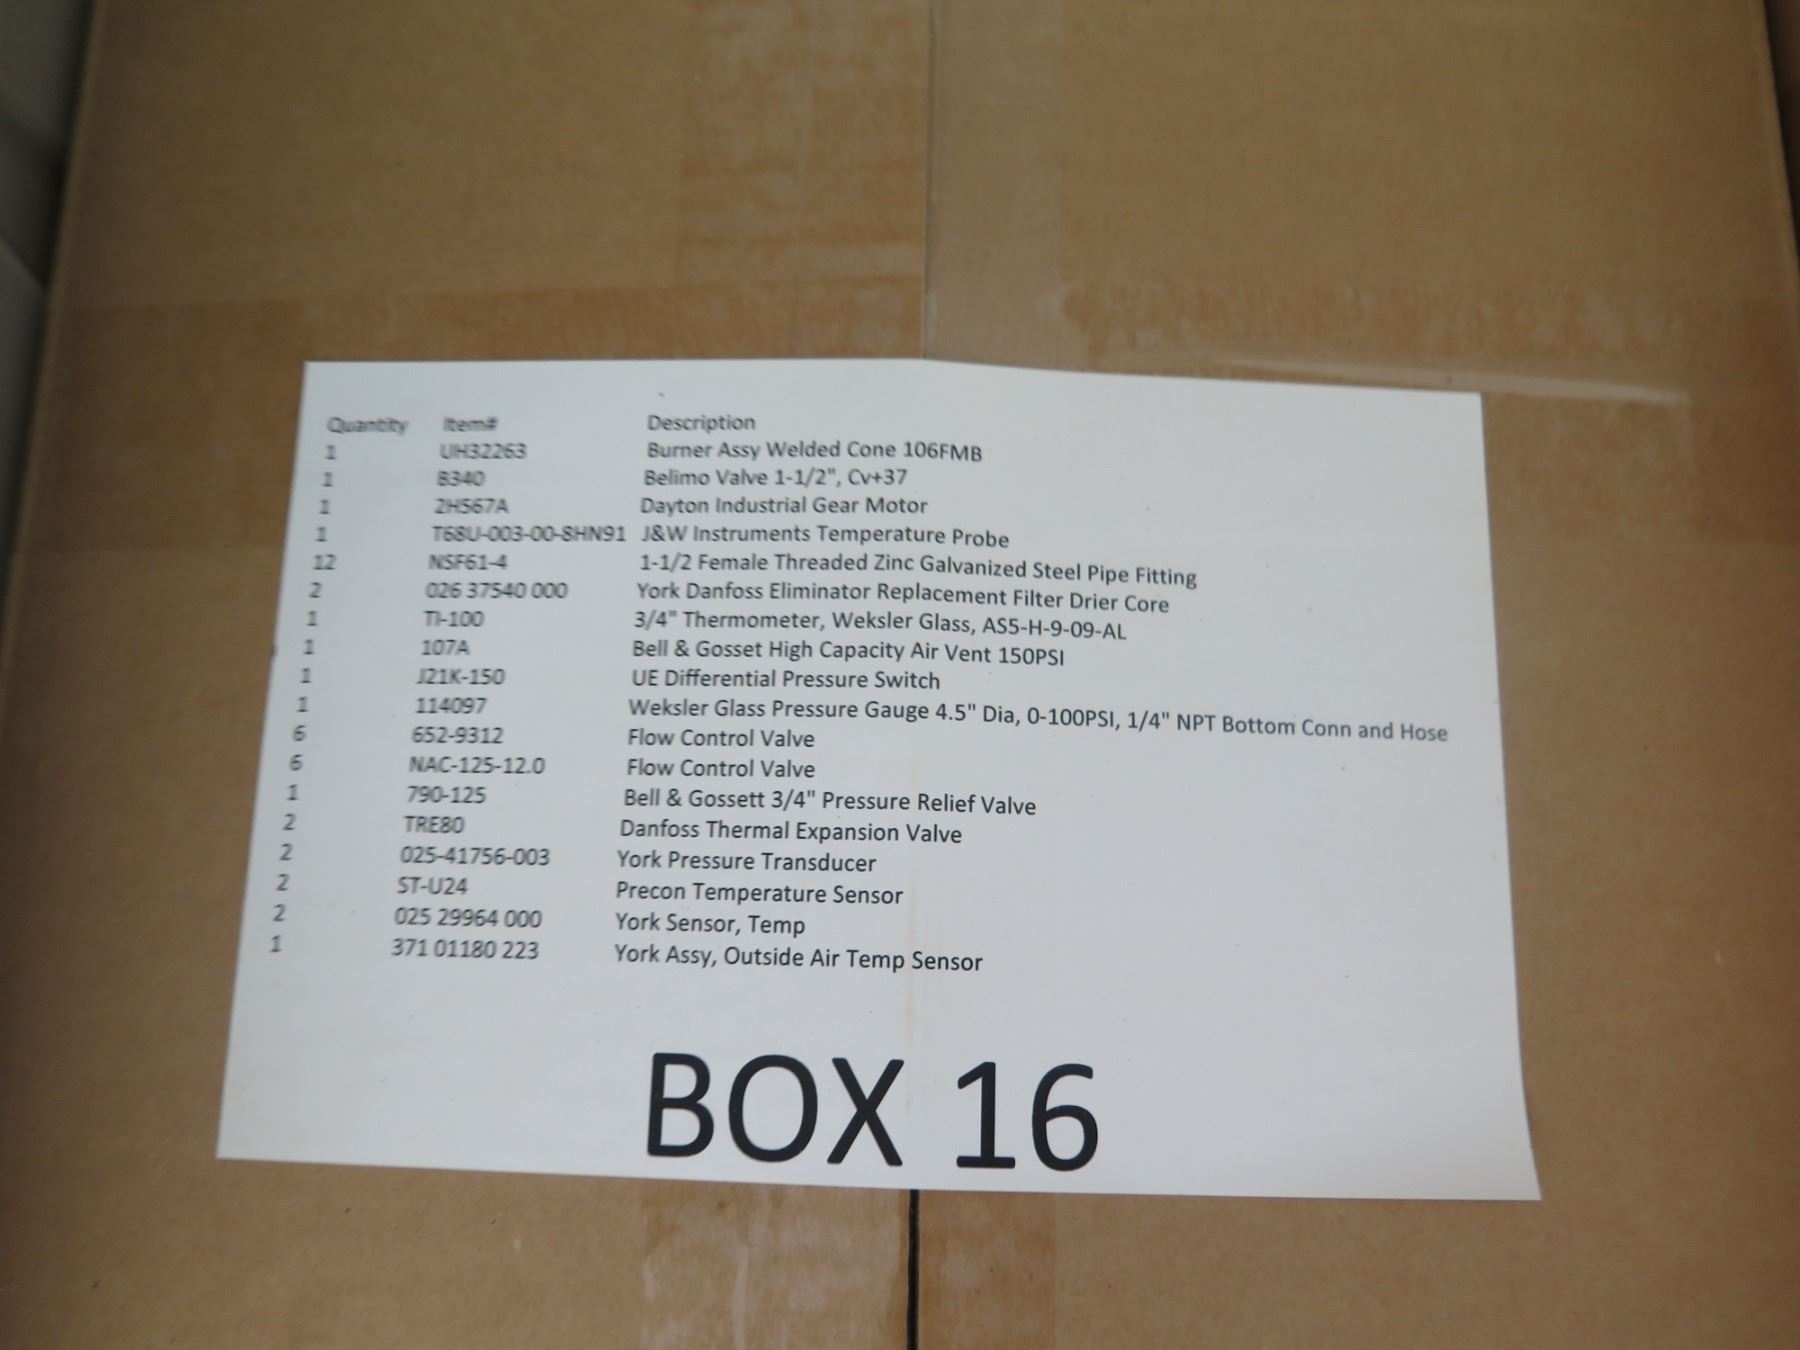 Quantity Item# Description
1 UH32263 Burner Assy Welded Cone 106FMB
1 B340 Belimo Valve 1-1/2", Cv+37
1 2H567A Dayton Industrial Gear Motor
1 T68U-003-00-8HN91 J&W Instruments Temperature Probe
12 NSF61-4 1-1/2 Female Threaded Zinc Galvanized Steel Pipe Fitting
2 026 37540 000 York Danfoss Eliminator Replacement Filter Drier Core
1 TI-100 3/4" Thermometer, Weksler Glass, AS5-H-9-09-AL
1 107A Bell & Gosset High Capacity Air Vent 150PSI
1 J21K-150 UE Differential Pressure Switch
1 114097 Weksler Glass Pressure Gauge 4.5" Dia, 0-100PSI, 1/4" NPT Bottom Conn and Hose
6 652-9312 Flow Control Valve
6 NAC-125-12.0 Flow Control Valve
1 790-125 Bell & Gossett 3/4" Pressure Relief Valve
2 TRE80 Danfoss Thermal Expansion Valve
2 025-41756-003 York Pressure Transducer
2 ST-U24 Precon Temperature Sensor
2 025 29964 000 York Sensor, Temp
1 371 01180 223 York Assy, Outside Air Temp Sensor
BOX 16